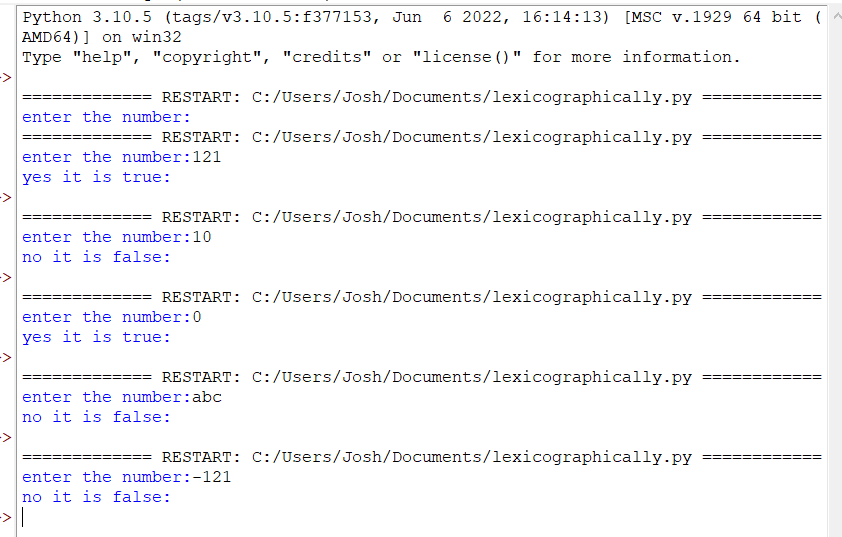 Python 3.10.5 (tags/v3.10.5:f377153, Jun  6 2022, 16:14:13) [MSC v.1929 64 bit (
AMD64)] on win32
Type "help", "copyright", "credits" or "license()" for more information.
>
============= RESTART: C:/Users/Josh/Documents/lexicographically.py ============
enter the number:
============= RESTART: C:/Users/Josh/Documents/lexicographically.py ============
enter the number:121
yes it is true:
>
============= RESTART: C:/Users/Josh/Documents/lexicographically.py ============
enter the number:10
no it is false:
>
============= RESTART: C:/Users/Josh/Documents/lexicographically.py ============
enter the number:0
yes it is true:
>
============= RESTART: C:/Users/Josh/Documents/lexicographically.py ============
enter the number:abc
no it is false:
>
============= RESTART: C:/Users/Josh/Documents/lexicographically.py ============
enter the number:-121
no it is false:
>